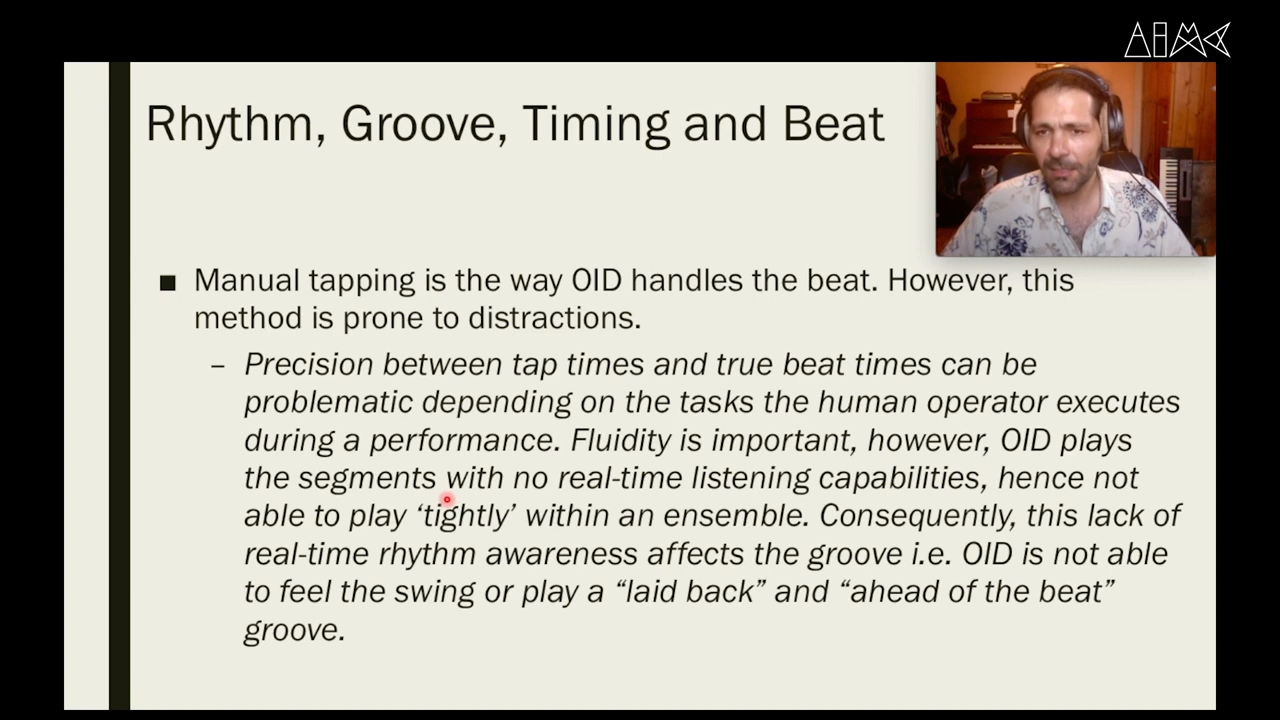 AIMC
Rhythm, Groove, Timing and Beat
■ Manual tapping is the way OID handles the beat. However, this
method is prone to distractions.
– Precision between tap times and true beat times can be
problematic depending on the tasks the human operator executes
during a performance. Fluidity is important, however, OID plays
the segments with no real-time listening capabilities, hence not
able to play ‘tightly’ within an ensemble. Consequently, this lack of
real-time rhythm awareness affects the groove i.e. OID is not able
to feel the swing or play a “laid back” and “ahead of the beat”
groove.